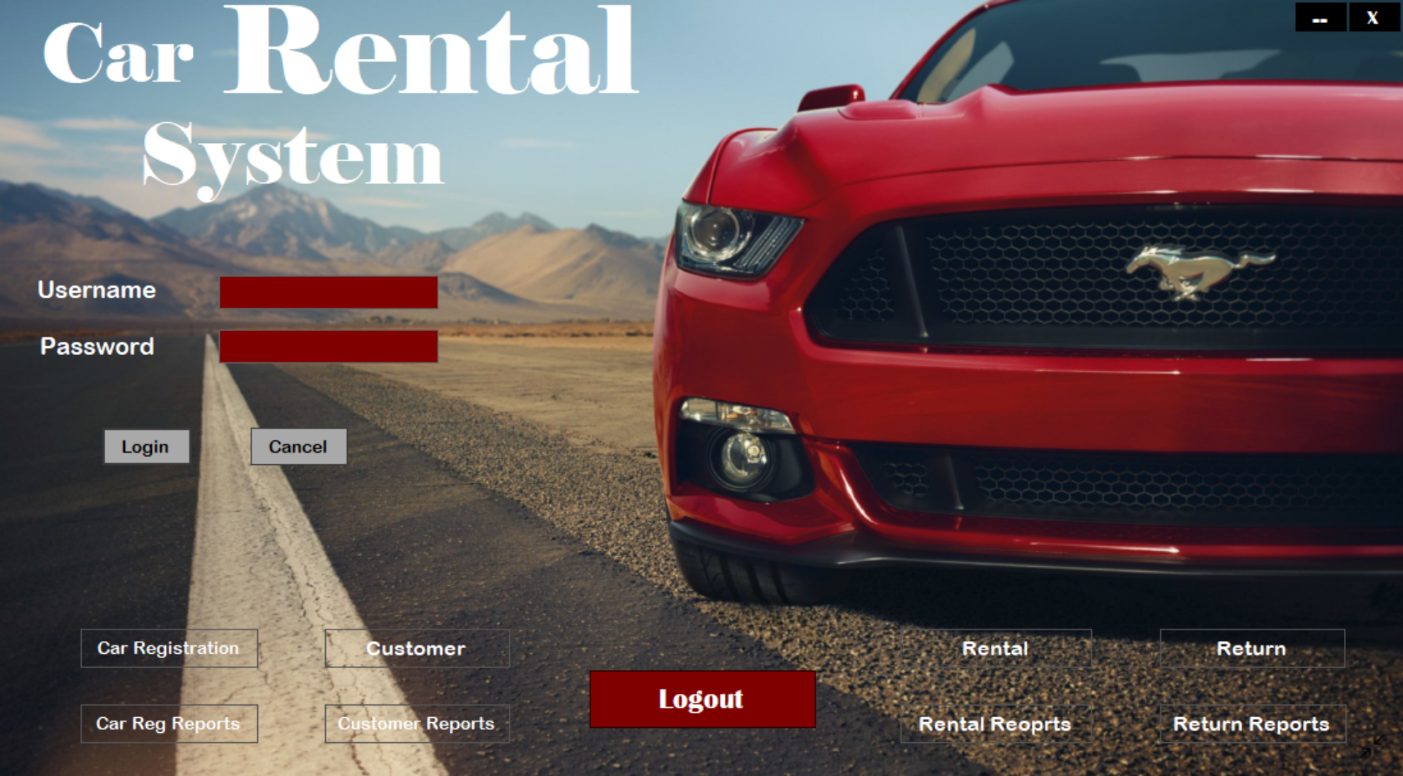 -- X
Car Rental
System
Username
Password
Login Cancel
Car Registration Customer Rental Return
Logout
Car Reg Reports Customer Reports Rental Reoprts Return Reports